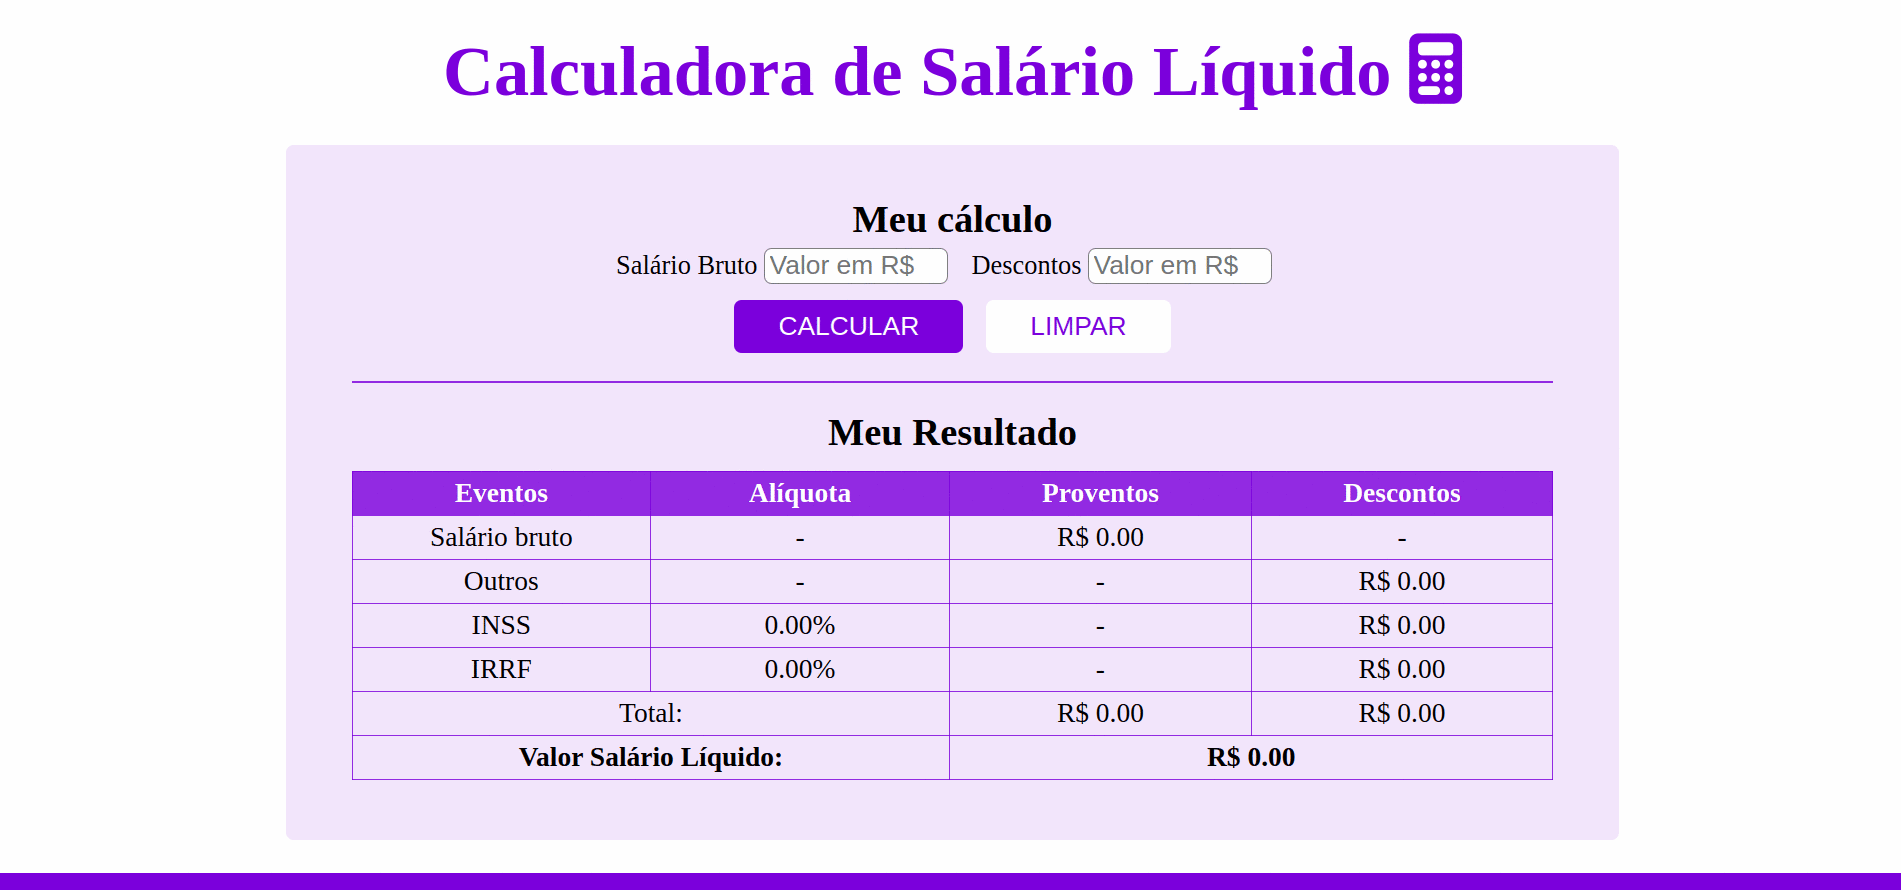 Calculadora de Salário Líquido
Meu cálculo
Salário Bruto Valor em R$ Descontos Valor em R$
CALCULAR LIMPAR
Meu Resultado
Eventos Alíquota Proventos Descontos
Salário bruto - R$ 0.00 -
Outros - - R$ 0.00
INSS 0.00% - R$ 0.00
IRRF 0.00% - R$ 0.00
Total: R$ 0.00 R$ 0.00
Valor Salário Líquido: R$ 0.00